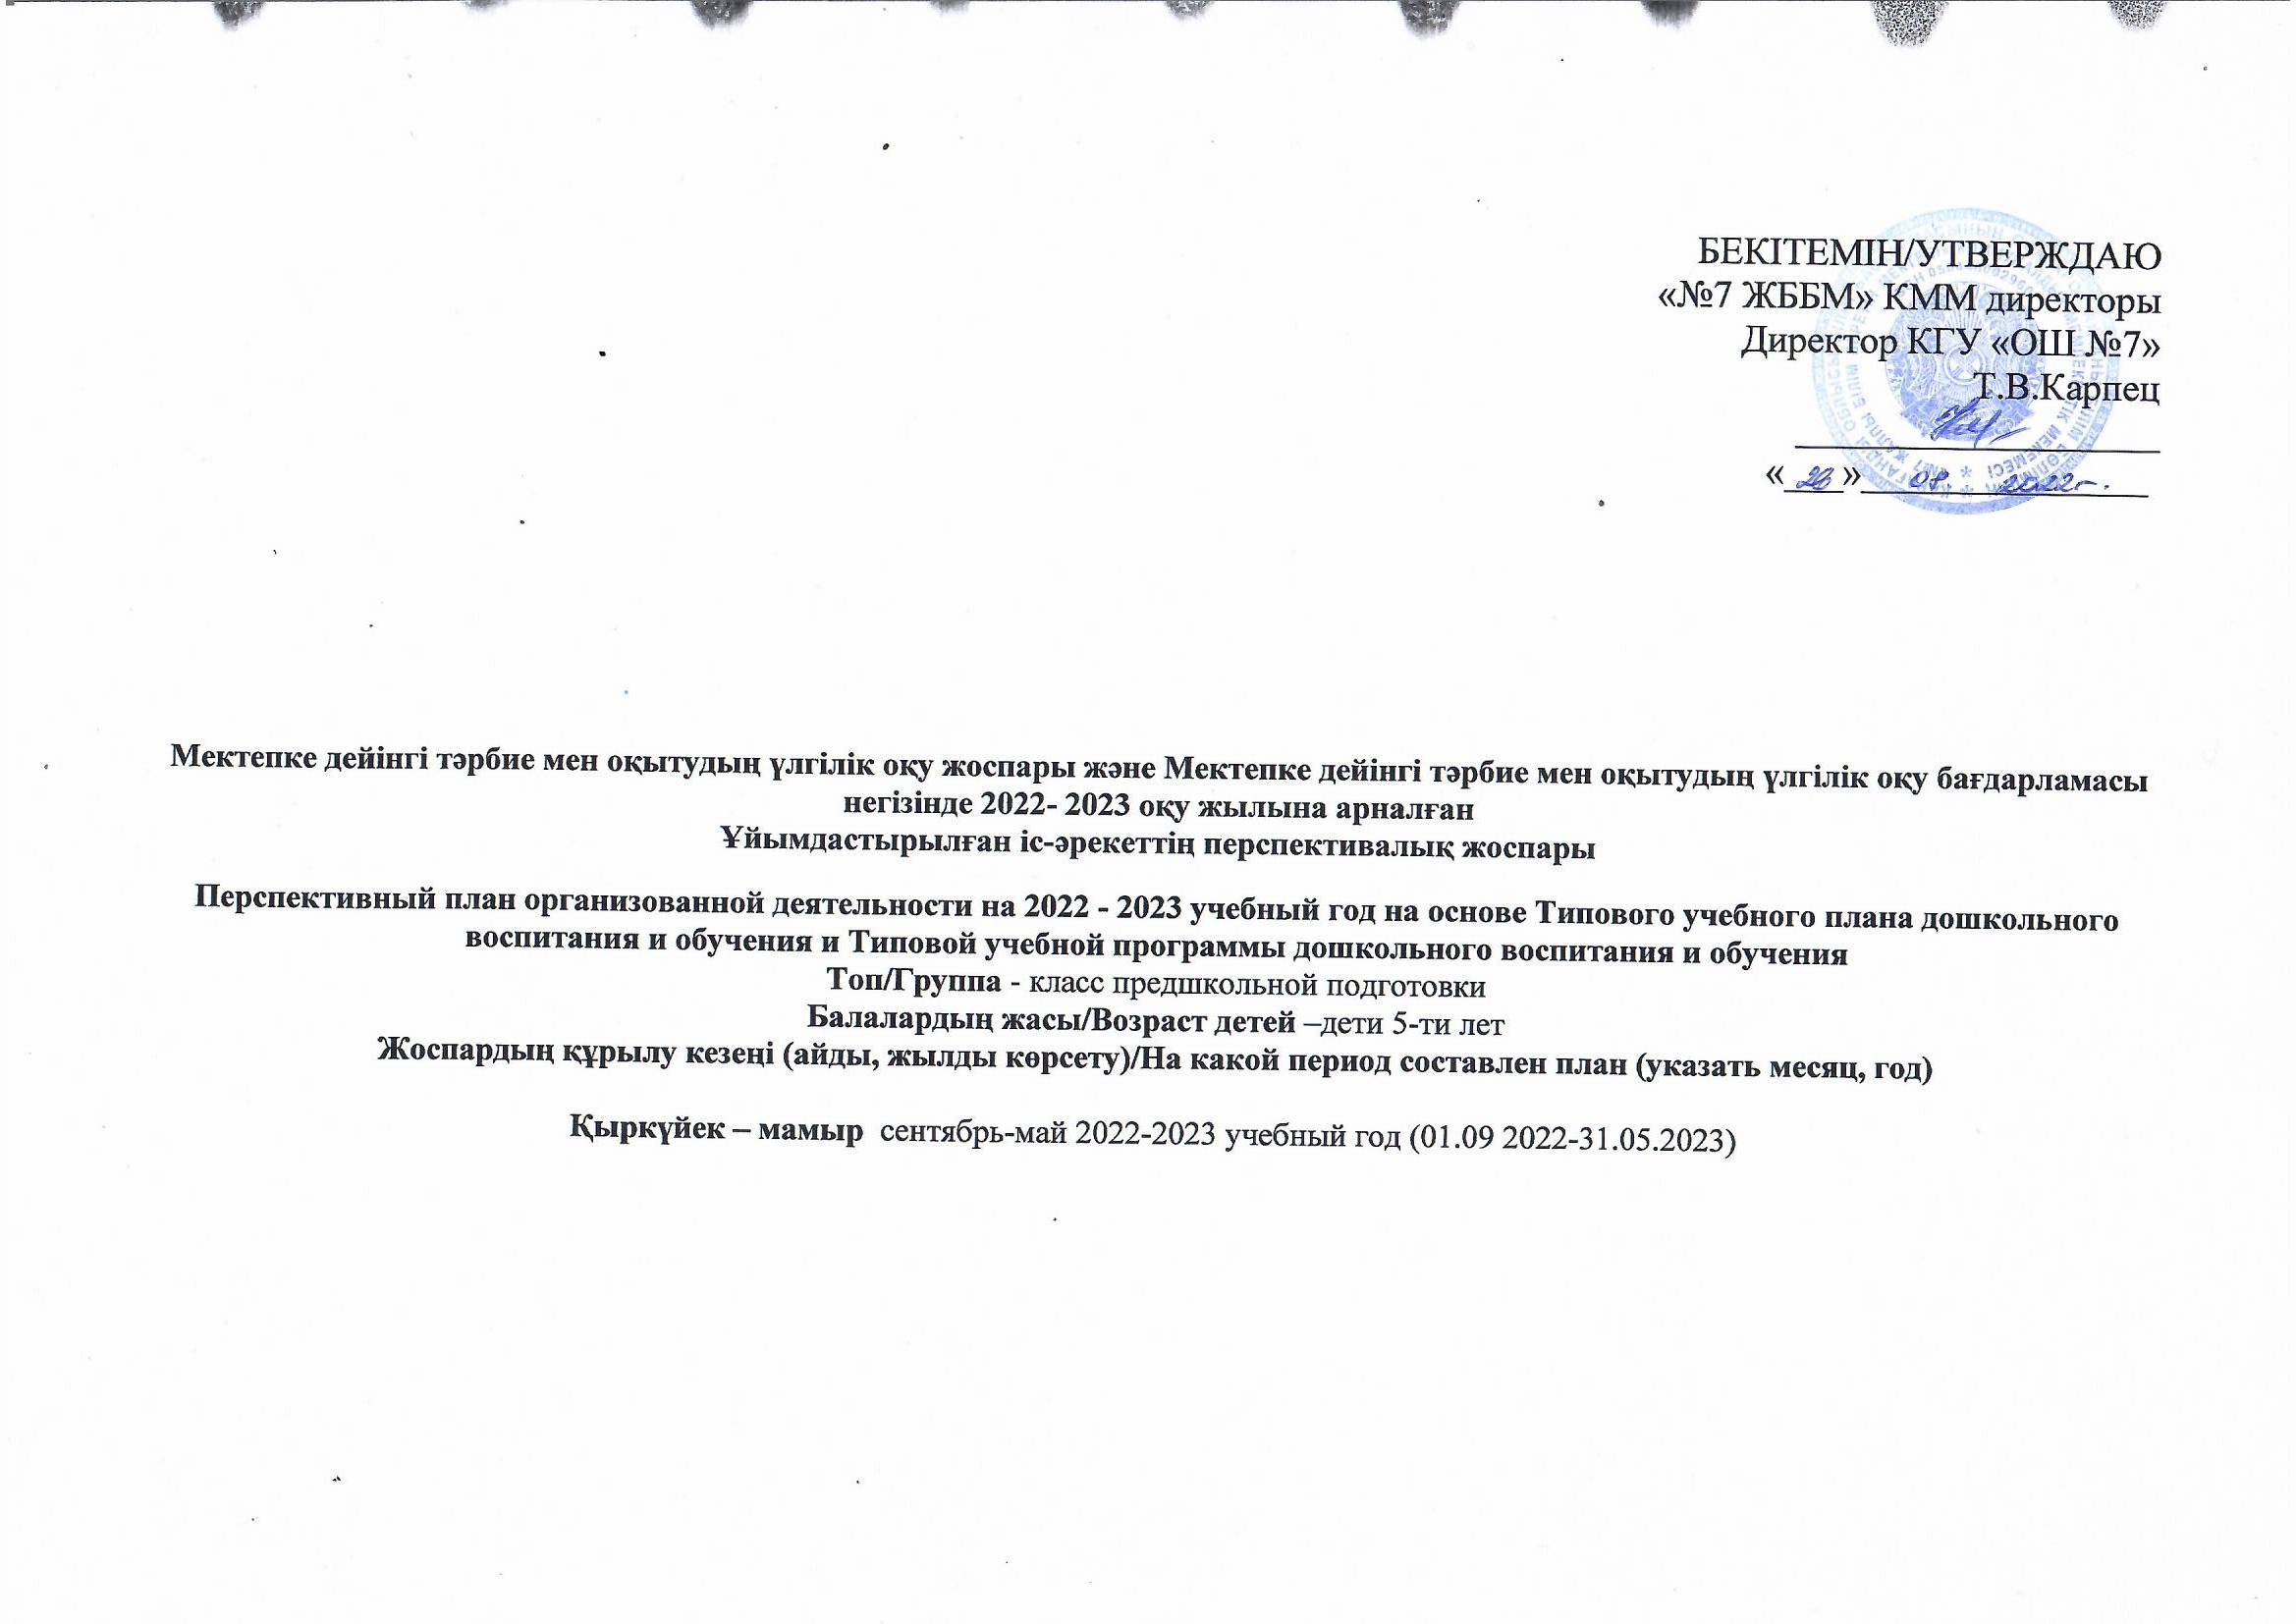 БЕКІТЕМІН/УТВЕРЖДАЮ
«№7 ЖББМ» КММ директоры
Директор КГУ «ОШ №7»
Т.В.Карпец
«26» 08 2022г.
Мектепке дейінгі тәрбие мен оқытудың үлгілік оқу жоспары және Мектепке дейінгі тәрбие мен оқытудың үлгілік оқу бағдарламасы
негізінде 2022- 2023 оқу жылына арналған
Ұйымдастырылған іс-әрекеттің перспективалық жоспары
Перспективный план организованной деятельности на 2022 - 2023 учебный год на основе Типового учебного плана дошкольного
воспитания и обучения и Типовой учебной программы дошкольного воспитания и обучения
Топ/Группа - класс предшкольной подготовки
Балалардың жасы/Возраст детей –дети 5-ти лет
Жоспардың құрылу кезеңі (айды, жылды көрсету)/На какой период составлен план (указать месяц, год)
Қыркүйек – мамыр сентябрь-май 2022-2023 учебный год (01.09 2022-31.05.2023)